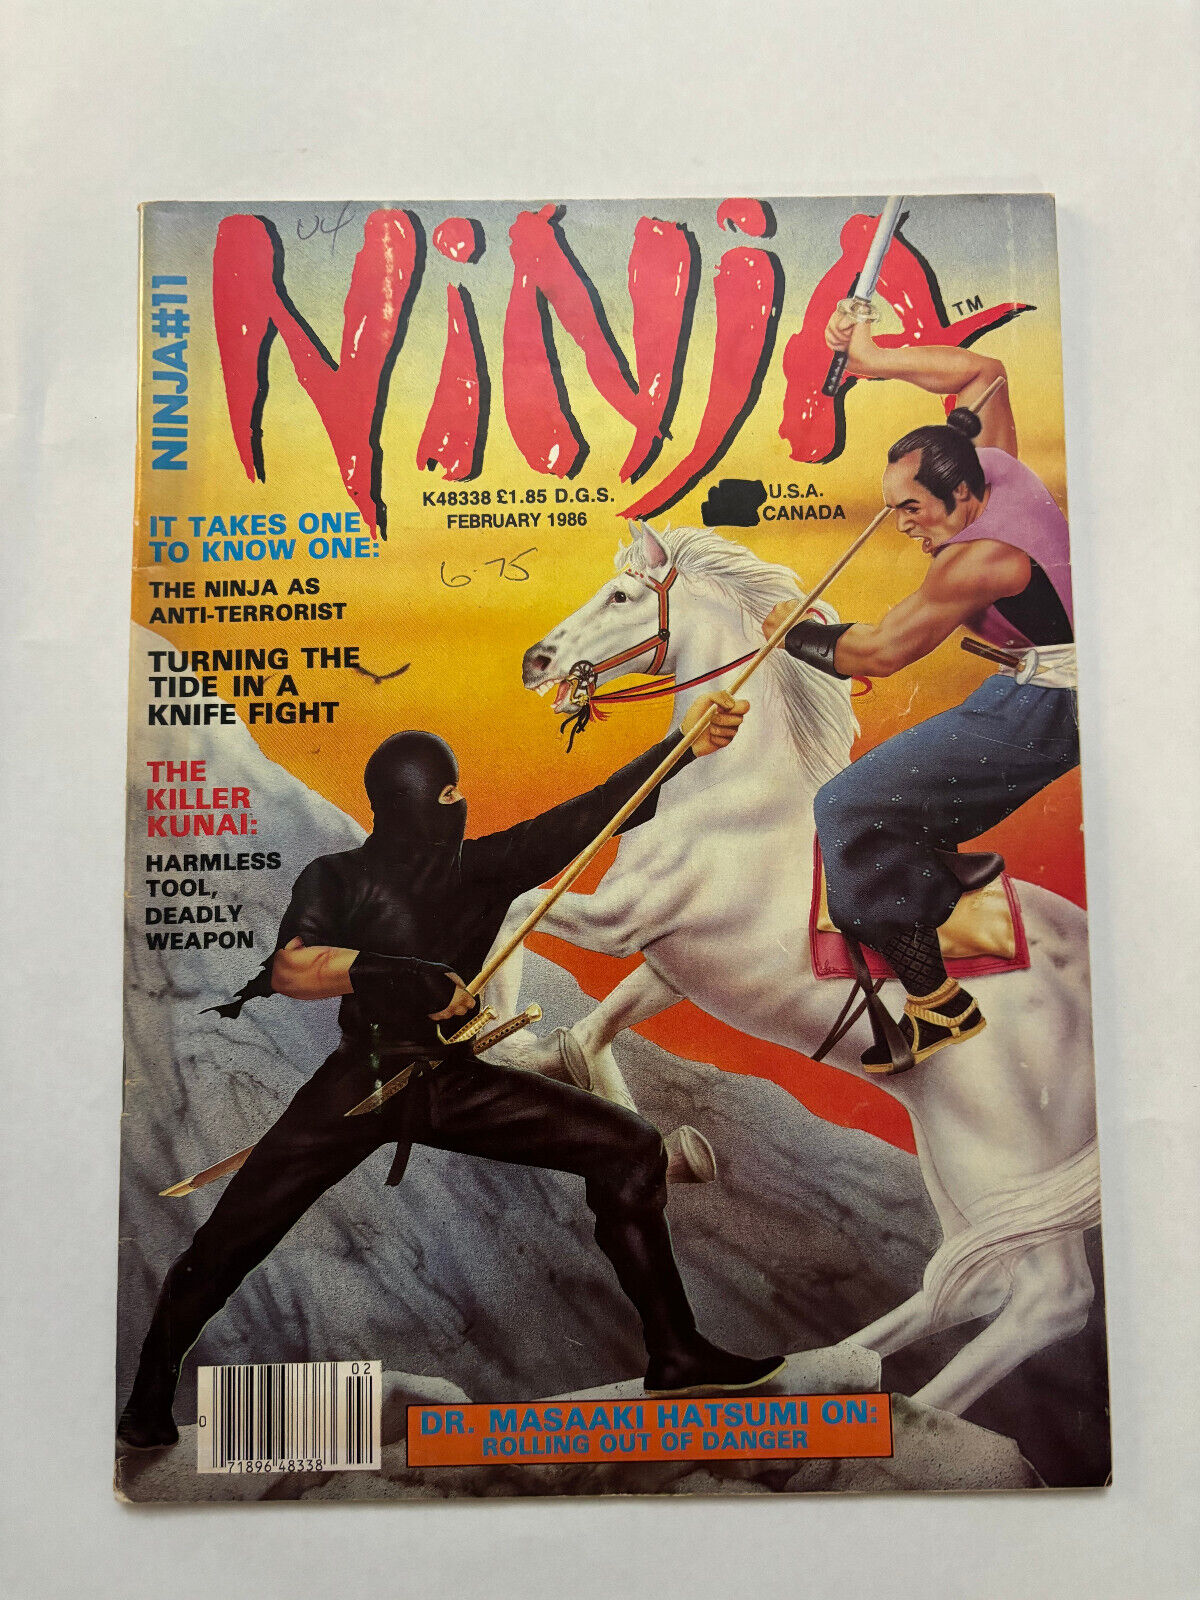 NINJA™
04
NINJA#11
K48338 £1.85 D.G.S.
FEBRUARY 1986
U.S.A.
CANADA
6.75
IT TAKES ONE
TO KNOW ONE:
THE NINJA AS
ANTI-TERRORIST
TURNING THE
TIDE IN A
KNIFE FIGHT
THE
KILLER
KUNAI:
HARMLESS
TOOL,
DEADLY
WEAPON
02
0
71896 48338
DR. MASAAKI HATSUMI ON:
ROLLING OUT OF DANGER